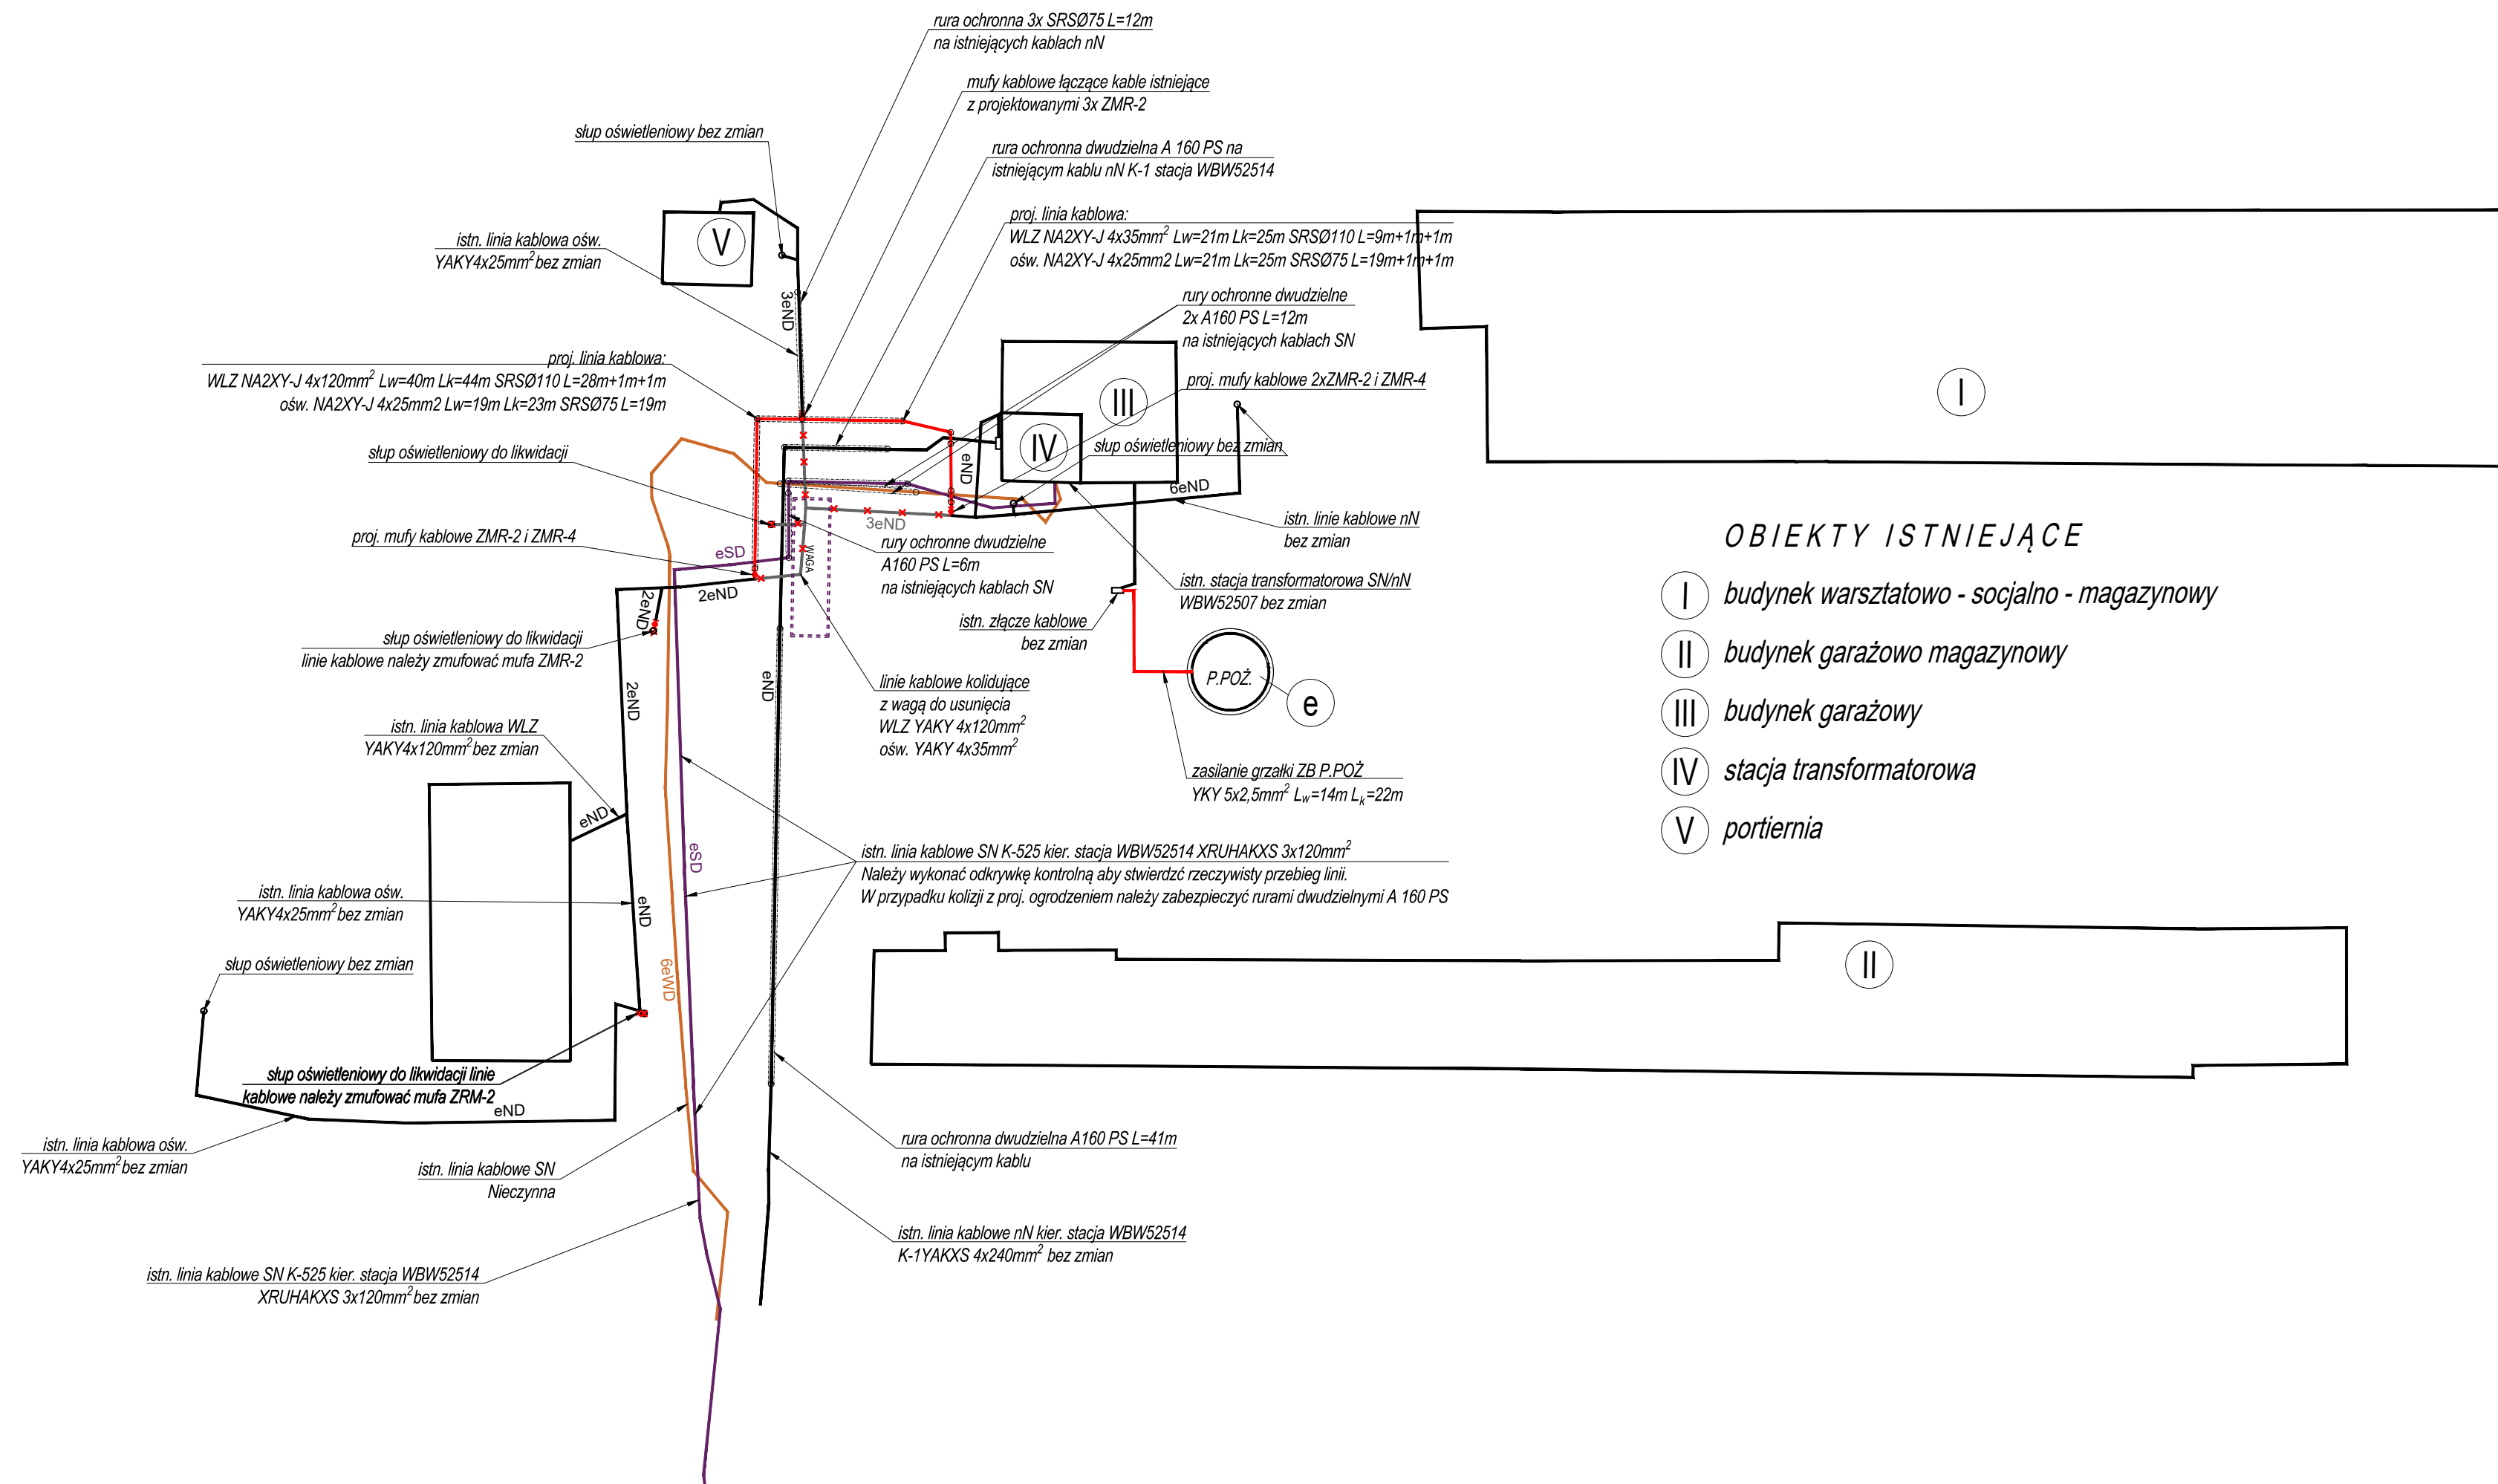 rura ochronna 3x SRSØ75 L=12m
na istniejących kablach nN
mufy kablowe łączące kable istniejące
z projektowanymi 3x ZMR-2
słup oświetleniowy bez zmian
rura ochronna dwudzielna A 160 PS na
istniejącym kablu nN K-1 stacja WBW52514
proj. linia kablowa:
WLZ NA2XY-J 4x35mm² Lw=21m Lk=25m SRSØ110 L=9m+1m+1m
ośw. NA2XY-J 4x25mm2 Lw=21m Lk=25m SRSØ75 L=19m+1m+1m
V
istn. linia kablowa ośw.
YAKY4x25mm² bez zmian
3eND
rury ochronne dwudzielne
2x A160 PS L=12m
na istniejących kablach SN
proj. linia kablowa:
WLZ NA2XY-J 4x120mm² Lw=40m Lk=44m SRSØ110 L=28m+1m+1m
ośw. NA2XY-J 4x25mm2 Lw=19m Lk=23m SRSØ75 L=19m
proj. mufy kablowe 2xZMR-2 i ZMR-4
III
I
IV
słup oświetleniowy bez zmian
słup oświetleniowy do likwidacji
eND
6eND
3eND
istn. linie kablowe nN
bez zmian
proj. mufy kablowe ZMR-2 i ZMR-4
eSD
WAGA
rury ochronne dwudzielne
A160 PS L=6m
na istniejących kablach SN
istn. stacja transformatorowa SN/nN
WBW52507 bez zmian
2eND
2eND
istn. złącze kablowe
bez zmian
słup oświetleniowy do likwidacji
linie kablowe należy zmufować mufa ZMR-2
P.POŻ.
e
eND
2eND
linie kablowe kolidujące
z wagą do usunięcia
WLZ YAKY 4x120mm²
ośw. YAKY 4x35mm²
istn. linia kablowa WLZ
YAKY4x120mm² bez zmian
zasilanie grzałki ZB P.POŻ
YKY 5x2,5mm² Lw=14m Lk=22m
eND
eSD
istn. linia kablowe SN K-525 kier. stacja WBW52514 XRUHAKXS 3x120mm²
Należy wykonać odkrywkę kontrolną aby stwierdzć rzeczywisty przebieg linii.
W przypadku kolizji z proj. ogrodzeniem należy zabezpieczyć rurami dwudzielnymi A 160 PS
istn. linia kablowa ośw.
YAKY4x25mm² bez zmian
eND
6eWD
słup oświetleniowy bez zmian
II
słup oświetleniowy do likwidacji linie
kablowe należy zmufować mufa ZRM-2
eND
istn. linia kablowa ośw.
YAKY4x25mm² bez zmian
istn. linia kablowe SN
Nieczynna
rura ochronna dwudzielna A160 PS L=41m
na istniejącym kablu
istn. linia kablowe nN kier. stacja WBW52514
K-1YAKXS 4x240mm² bez zmian
istn. linia kablowe SN K-525 kier. stacja WBW52514
XRUHAKXS 3x120mm² bez zmian
OBIEKTY ISTNIEJĄCE
I budynek warsztatowo - socjalno - magazynowy
II budynek garażowo magazynowy
III budynek garażowy
IV stacja transformatorowa
V portiernia